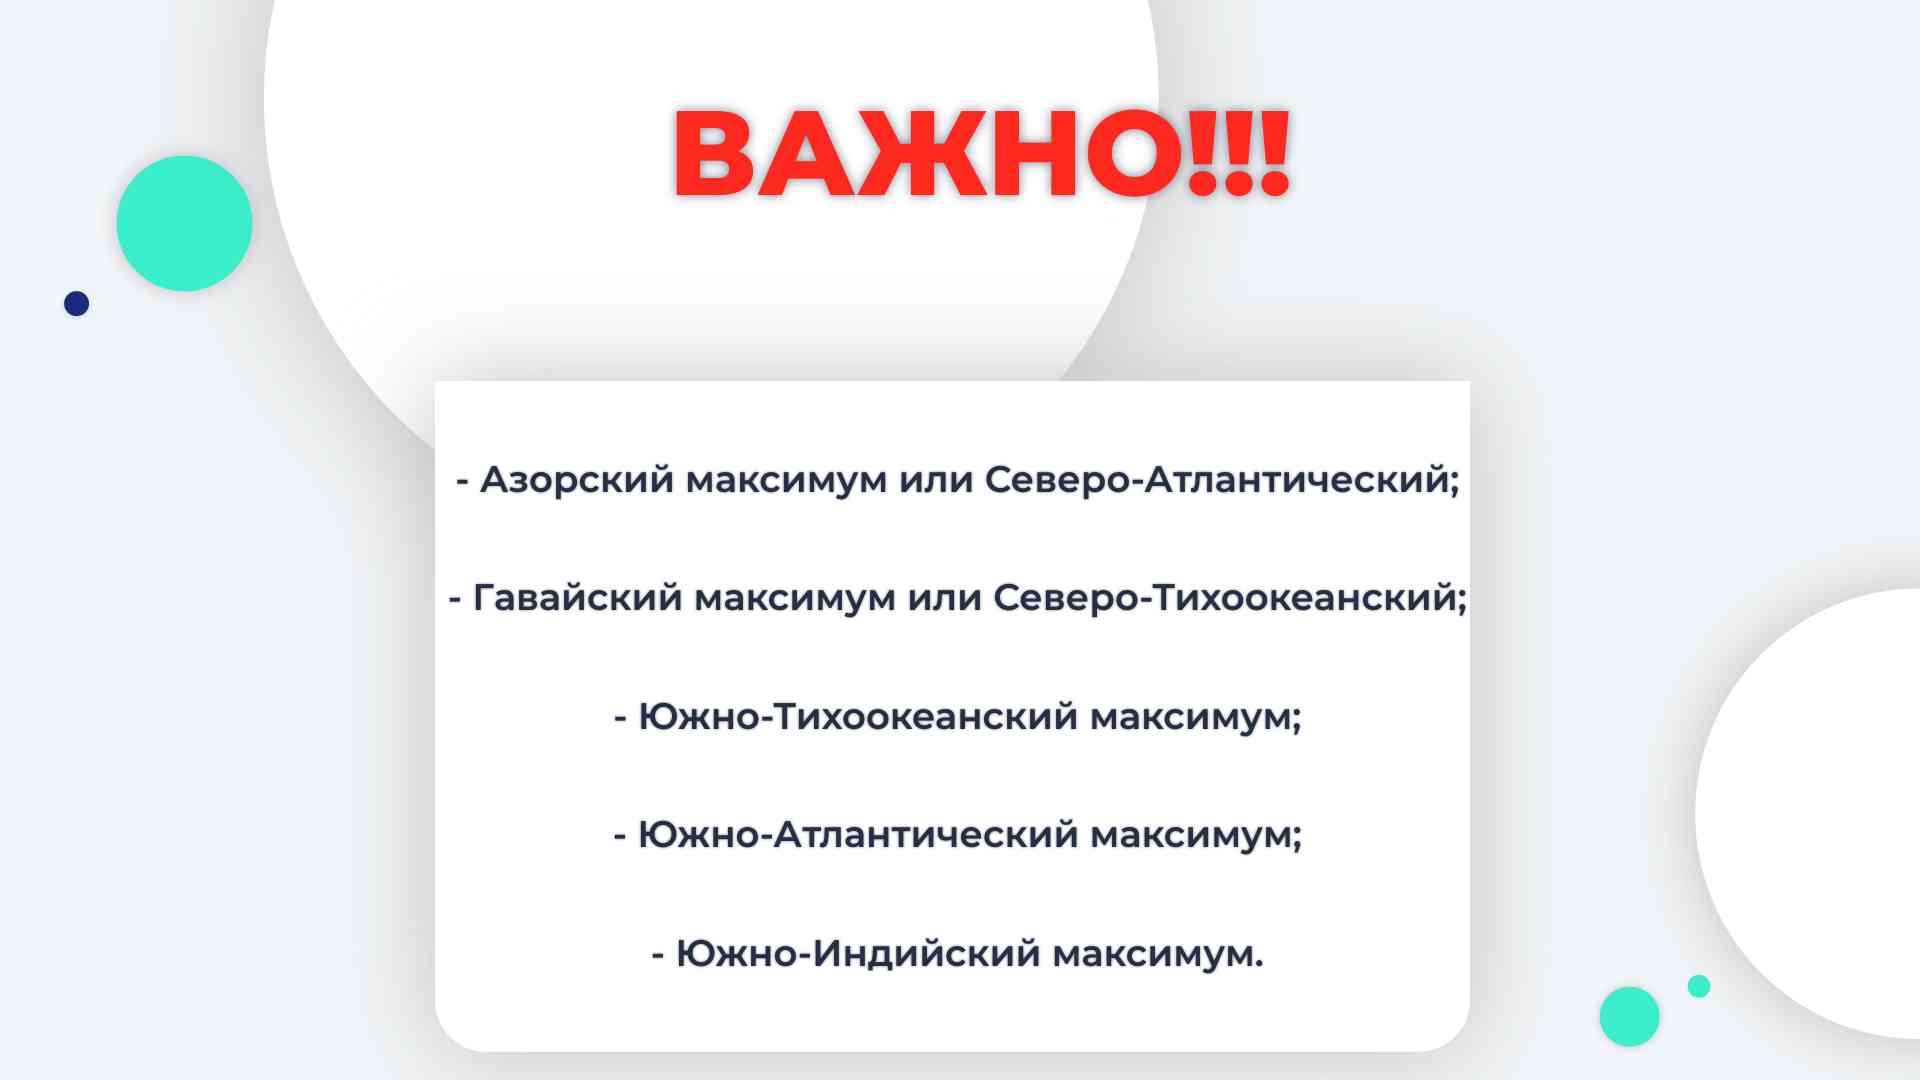 ВАЖНО!!!
- Азорский максимум или Северо-Атлантический;
- Гавайский максимум или Северо-Тихоокеанский;
- Южно-Тихоокеанский максимум;
- Южно-Атлантический максимум;
- Южно-Индийский максимум.